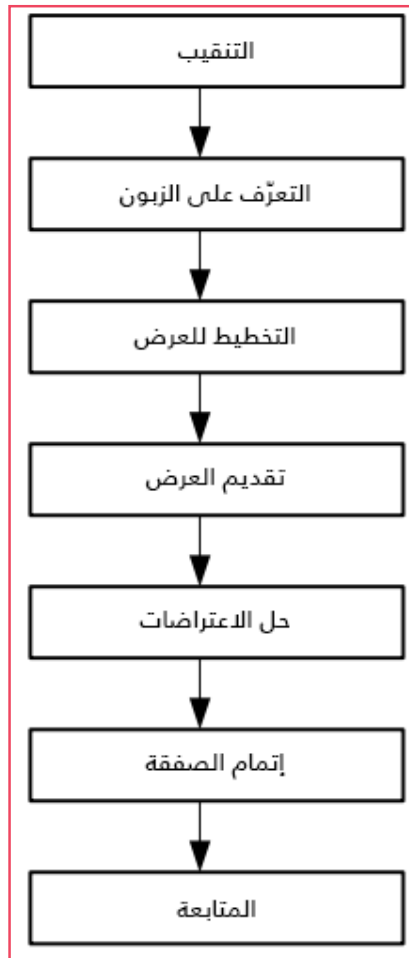 التنقيب
التعرّف على الزبون
التخطيط للعرض
تقديم العرض
حل الاعتراضات
إتمام الصفقة
المتابعة